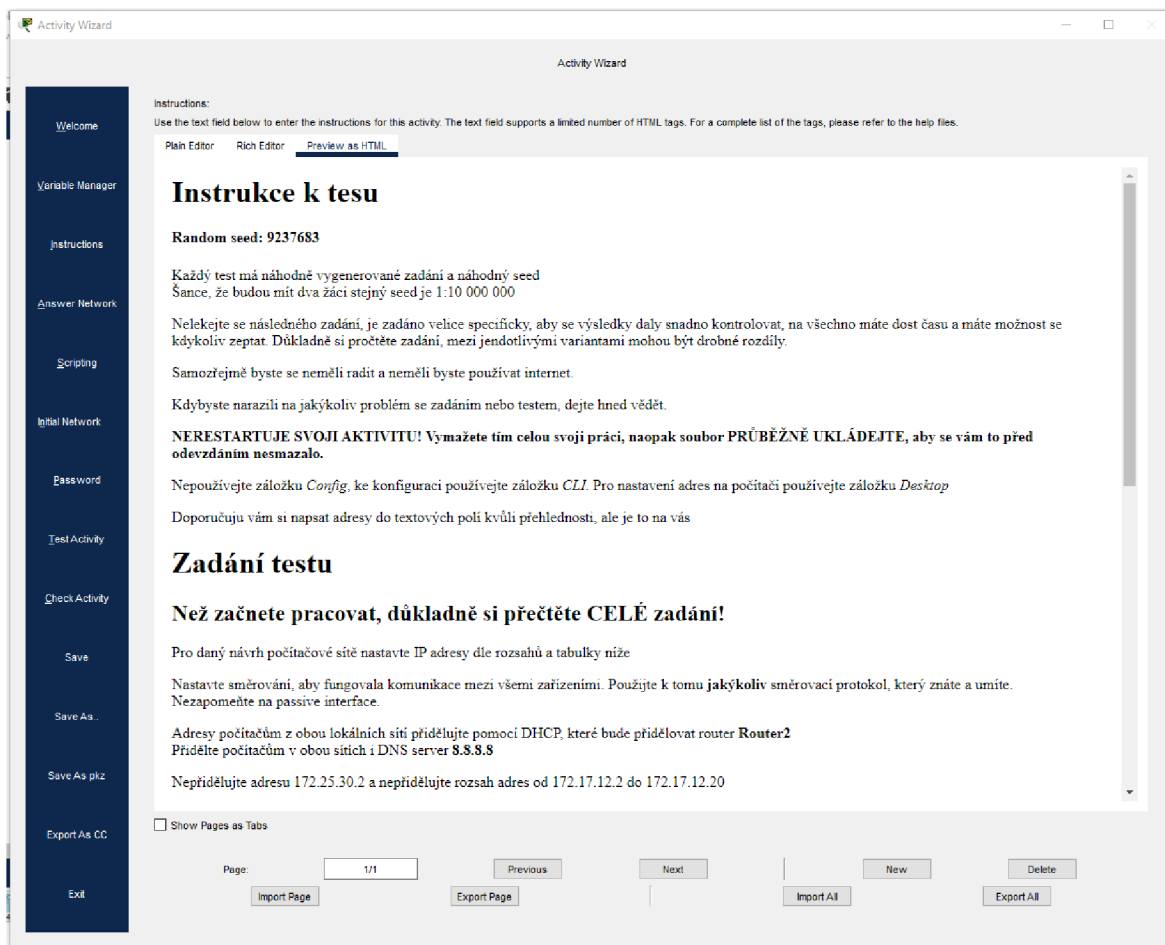 Activity Wizard
Activity Wizard
Welcome
Variable Manager
Instructions
Answer Network
Scripting
Initial Network
Password
Test Activity
Check Activity
Save
Save As..
Save As pkz
Export As CC
Exit
Instructions:
Use the text field below to enter the instructions for this activity. The text field supports a limited number of HTML tags. For a complete list of the tags, please refer to the help files.
Plain Editor Rich Editor Preview as HTML
Instrukce k tesu
Random seed: 9237683
Každý test má náhodně vygenerované zadání a náhodný seed
Šance, že budou mít dva žáci stejný seed je 1:10 000 000
Nelekejte se následného zadání, je zadáno velice specificky, aby se výsledky daly snadno kontrolovat, na všechno máte dost času a máte možnost se
kdykoliv zeptat. Důkladně si pročtěte zadání, mezi jendotlivými variantami mohou být drobné rozdíly.
Samozřejmě byste se neměli radit a neměli byste používat internet.
Kdybyste narazili na jakýkoliv problém se zadáním nebo testem, dejte hned vědět.
NERESTARTUJE SVOJI AKTIVITU! Vymažete tím celou svoji práci, naopak soubor PRŮBĚŽNĚ UKLÁDEJTE, aby se vám to před
odevzdáním nesmazalo.
Nepoužívejte záložku Config, ke konfiguraci používejte záložku CLI. Pro nastavení adres na počítači používejte záložku Desktop
Doporučuju vám si napsat adresy do textových polí kvůli přehlednosti, ale je to na vás
Zadání testu
Než začnete pracovat, důkladně si přečtěte CELÉ zadání!
Pro daný návrh počítačové sítě nastavte IP adresy dle rozsahů a tabulky níže
Nastavte směrování, aby fungovala komunikace mezi všemi zařízeními. Použijte k tomu jakýkoliv směrovací protokol, který znáte a umíte.
Nezapomeňte na passive interface.
Adresy počítačům z obou lokálních sítí přidělujte pomocí DHCP, které bude přidělovat router Router2
Přidělte počítačům v obou sítích i DNS server 8.8.8.8
Nepřidělujte adresu 172.25.30.2 a nepřidělujte rozsah adres od 172.17.12.2 do 172.17.12.20
Show Pages as Tabs
Page: 1/1 Previous Next New Delete
Import Page Export Page Import All Export All